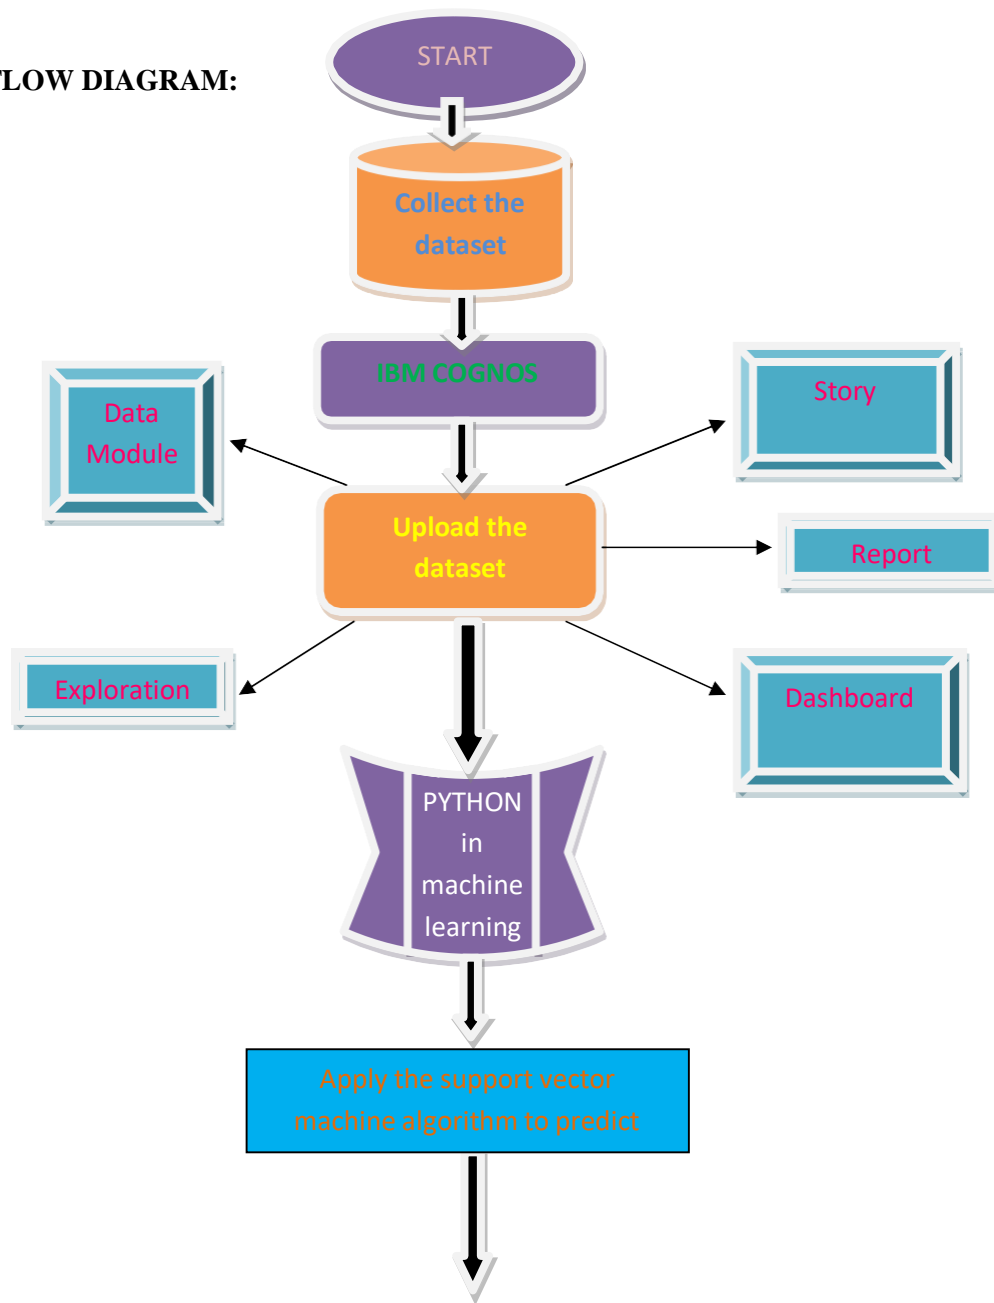 START
FLOW DIAGRAM:
Collect the
dataset
IBM COGNOS
Data
Module
Story
Upload the
dataset
Report
Exploration
Dashboard
PYTHON
in
machine
learning
Apply the support vector
machine algorithm to predict